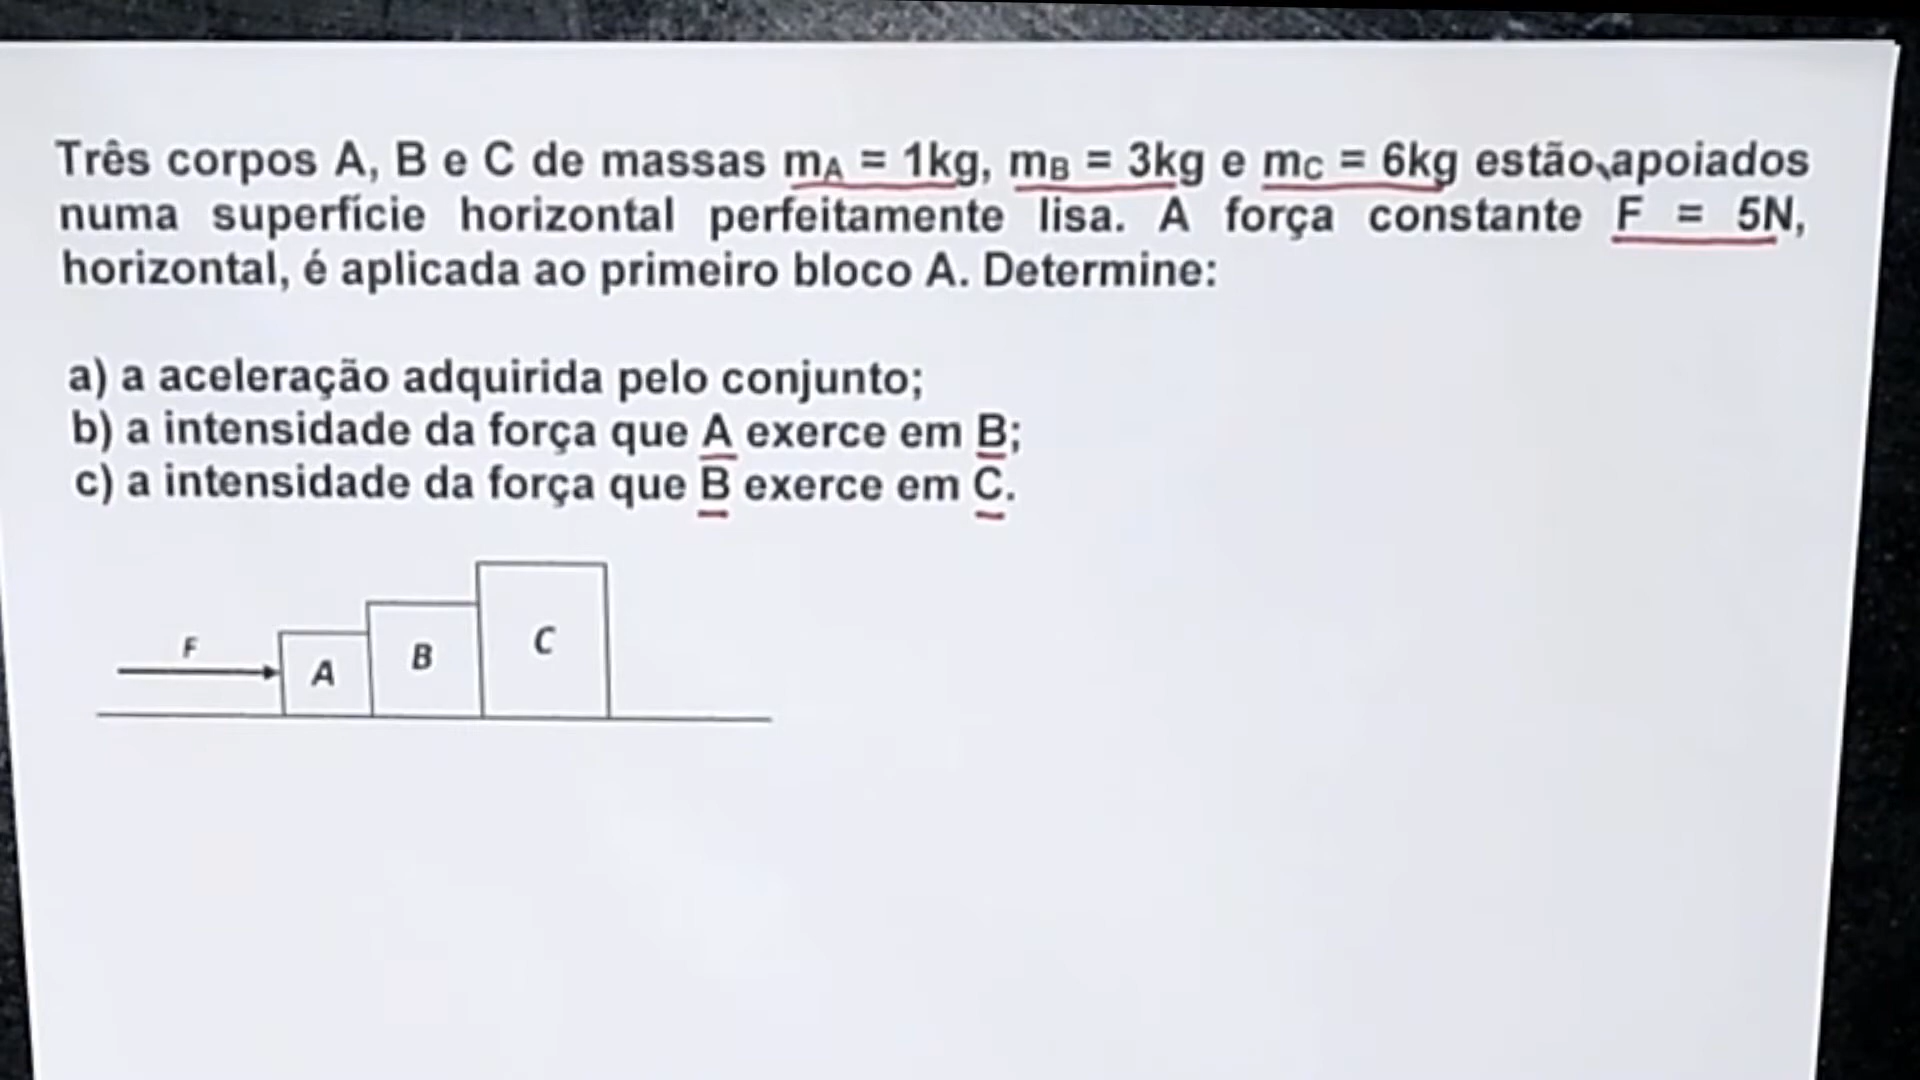 Três corpos A, B e C de massas mA = 1kg, mB = 3kg e mC = 6kg estão apoiados
numa superfície horizontal perfeitamente lisa. A força constante F = 5N,
horizontal, é aplicada ao primeiro bloco A. Determine:
a) a aceleração adquirida pelo conjunto;
b) a intensidade da força que A exerce em B;
c) a intensidade da força que B exerce em C.
F
A
B
C